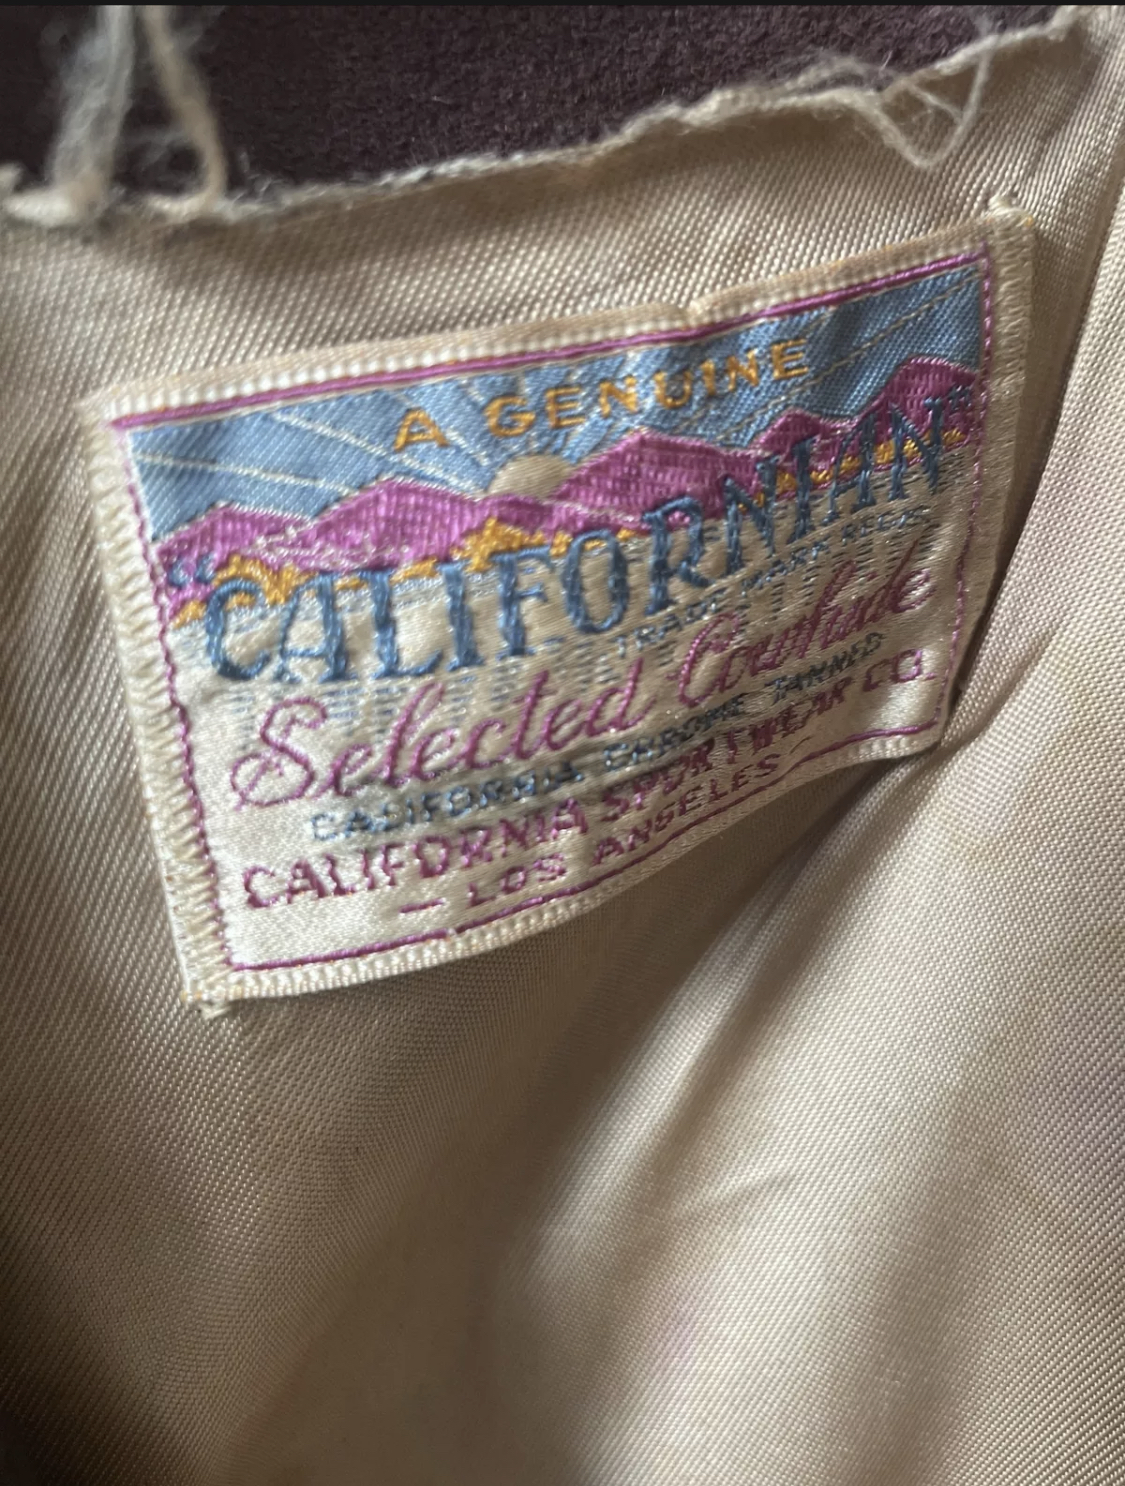 A GENUINE
"CALIFORNIAN"
TRADE MARK REG.
Selected Cowhide
CALIFORNIA CHROME TANNED
CALIFORNIA SPORTWEAR CO.
— LOS ANGELES —